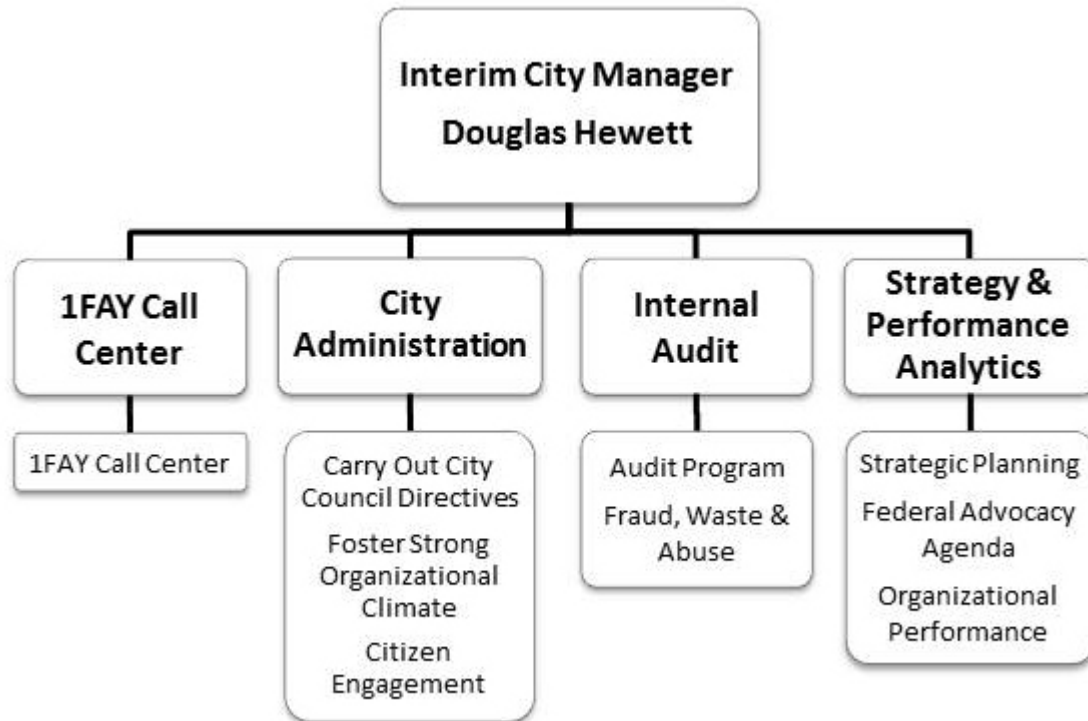 Interim City Manager
Douglas Hewett
1FAY Call
Center
City
Administration
Internal
Audit
Strategy &
Performance
Analytics
1FAY Call Center
Carry Out City
Council Directives
Foster Strong
Organizational
Climate
Citizen
Engagement
Audit Program
Fraud, Waste &
Abuse
Strategic Planning
Federal Advocacy
Agenda
Organizational
Performance